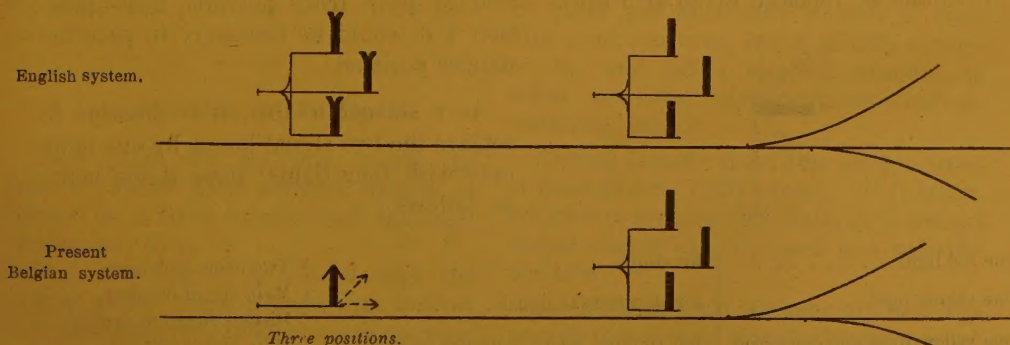 English system.
Present
Belgian system.
Three positions.